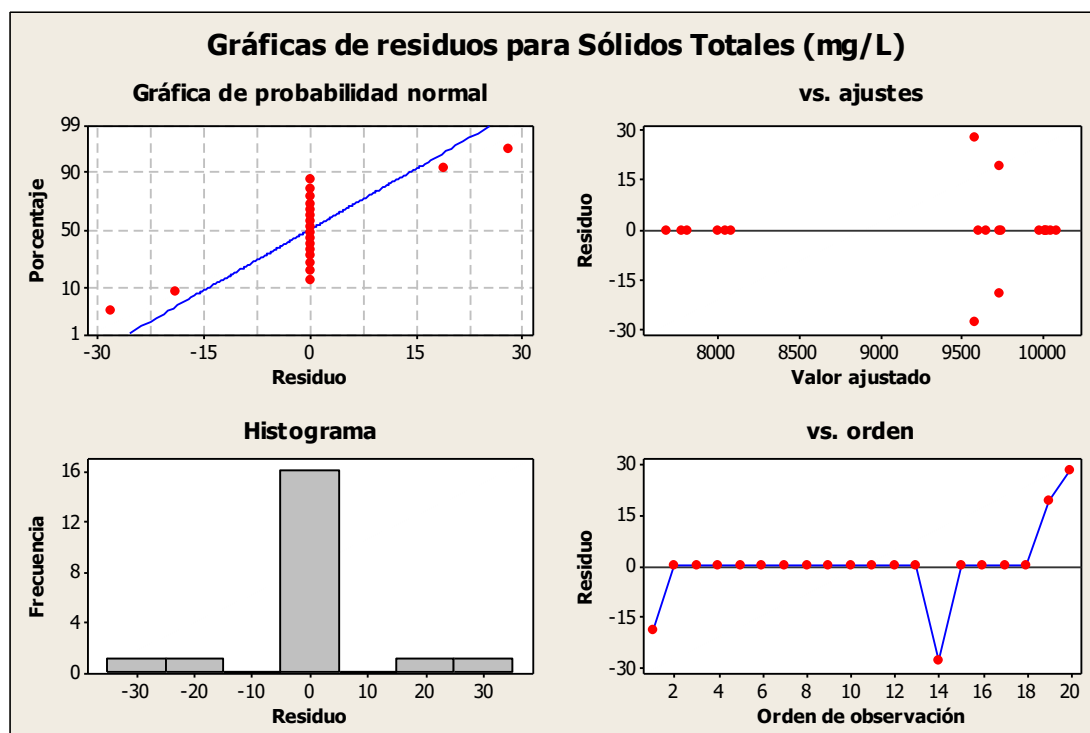 Gráficas de residuos para Sólidos Totales (mg/L)
Gráfica de probabilidad normal
99
90
50
10
1
Porcentaje
-30 -15 0 15 30
Residuo
vs. ajustes
30
15
0
-15
-30
Residuo
8000 8500 9000 9500 10000
Valor ajustado
Histograma
16
12
8
4
0
Frecuencia
-30 -20 -10 0 10 20 30
Residuo
vs. orden
30
15
0
-15
-30
Residuo
2 4 6 8 10 12 14 16 18 20
Orden de observación